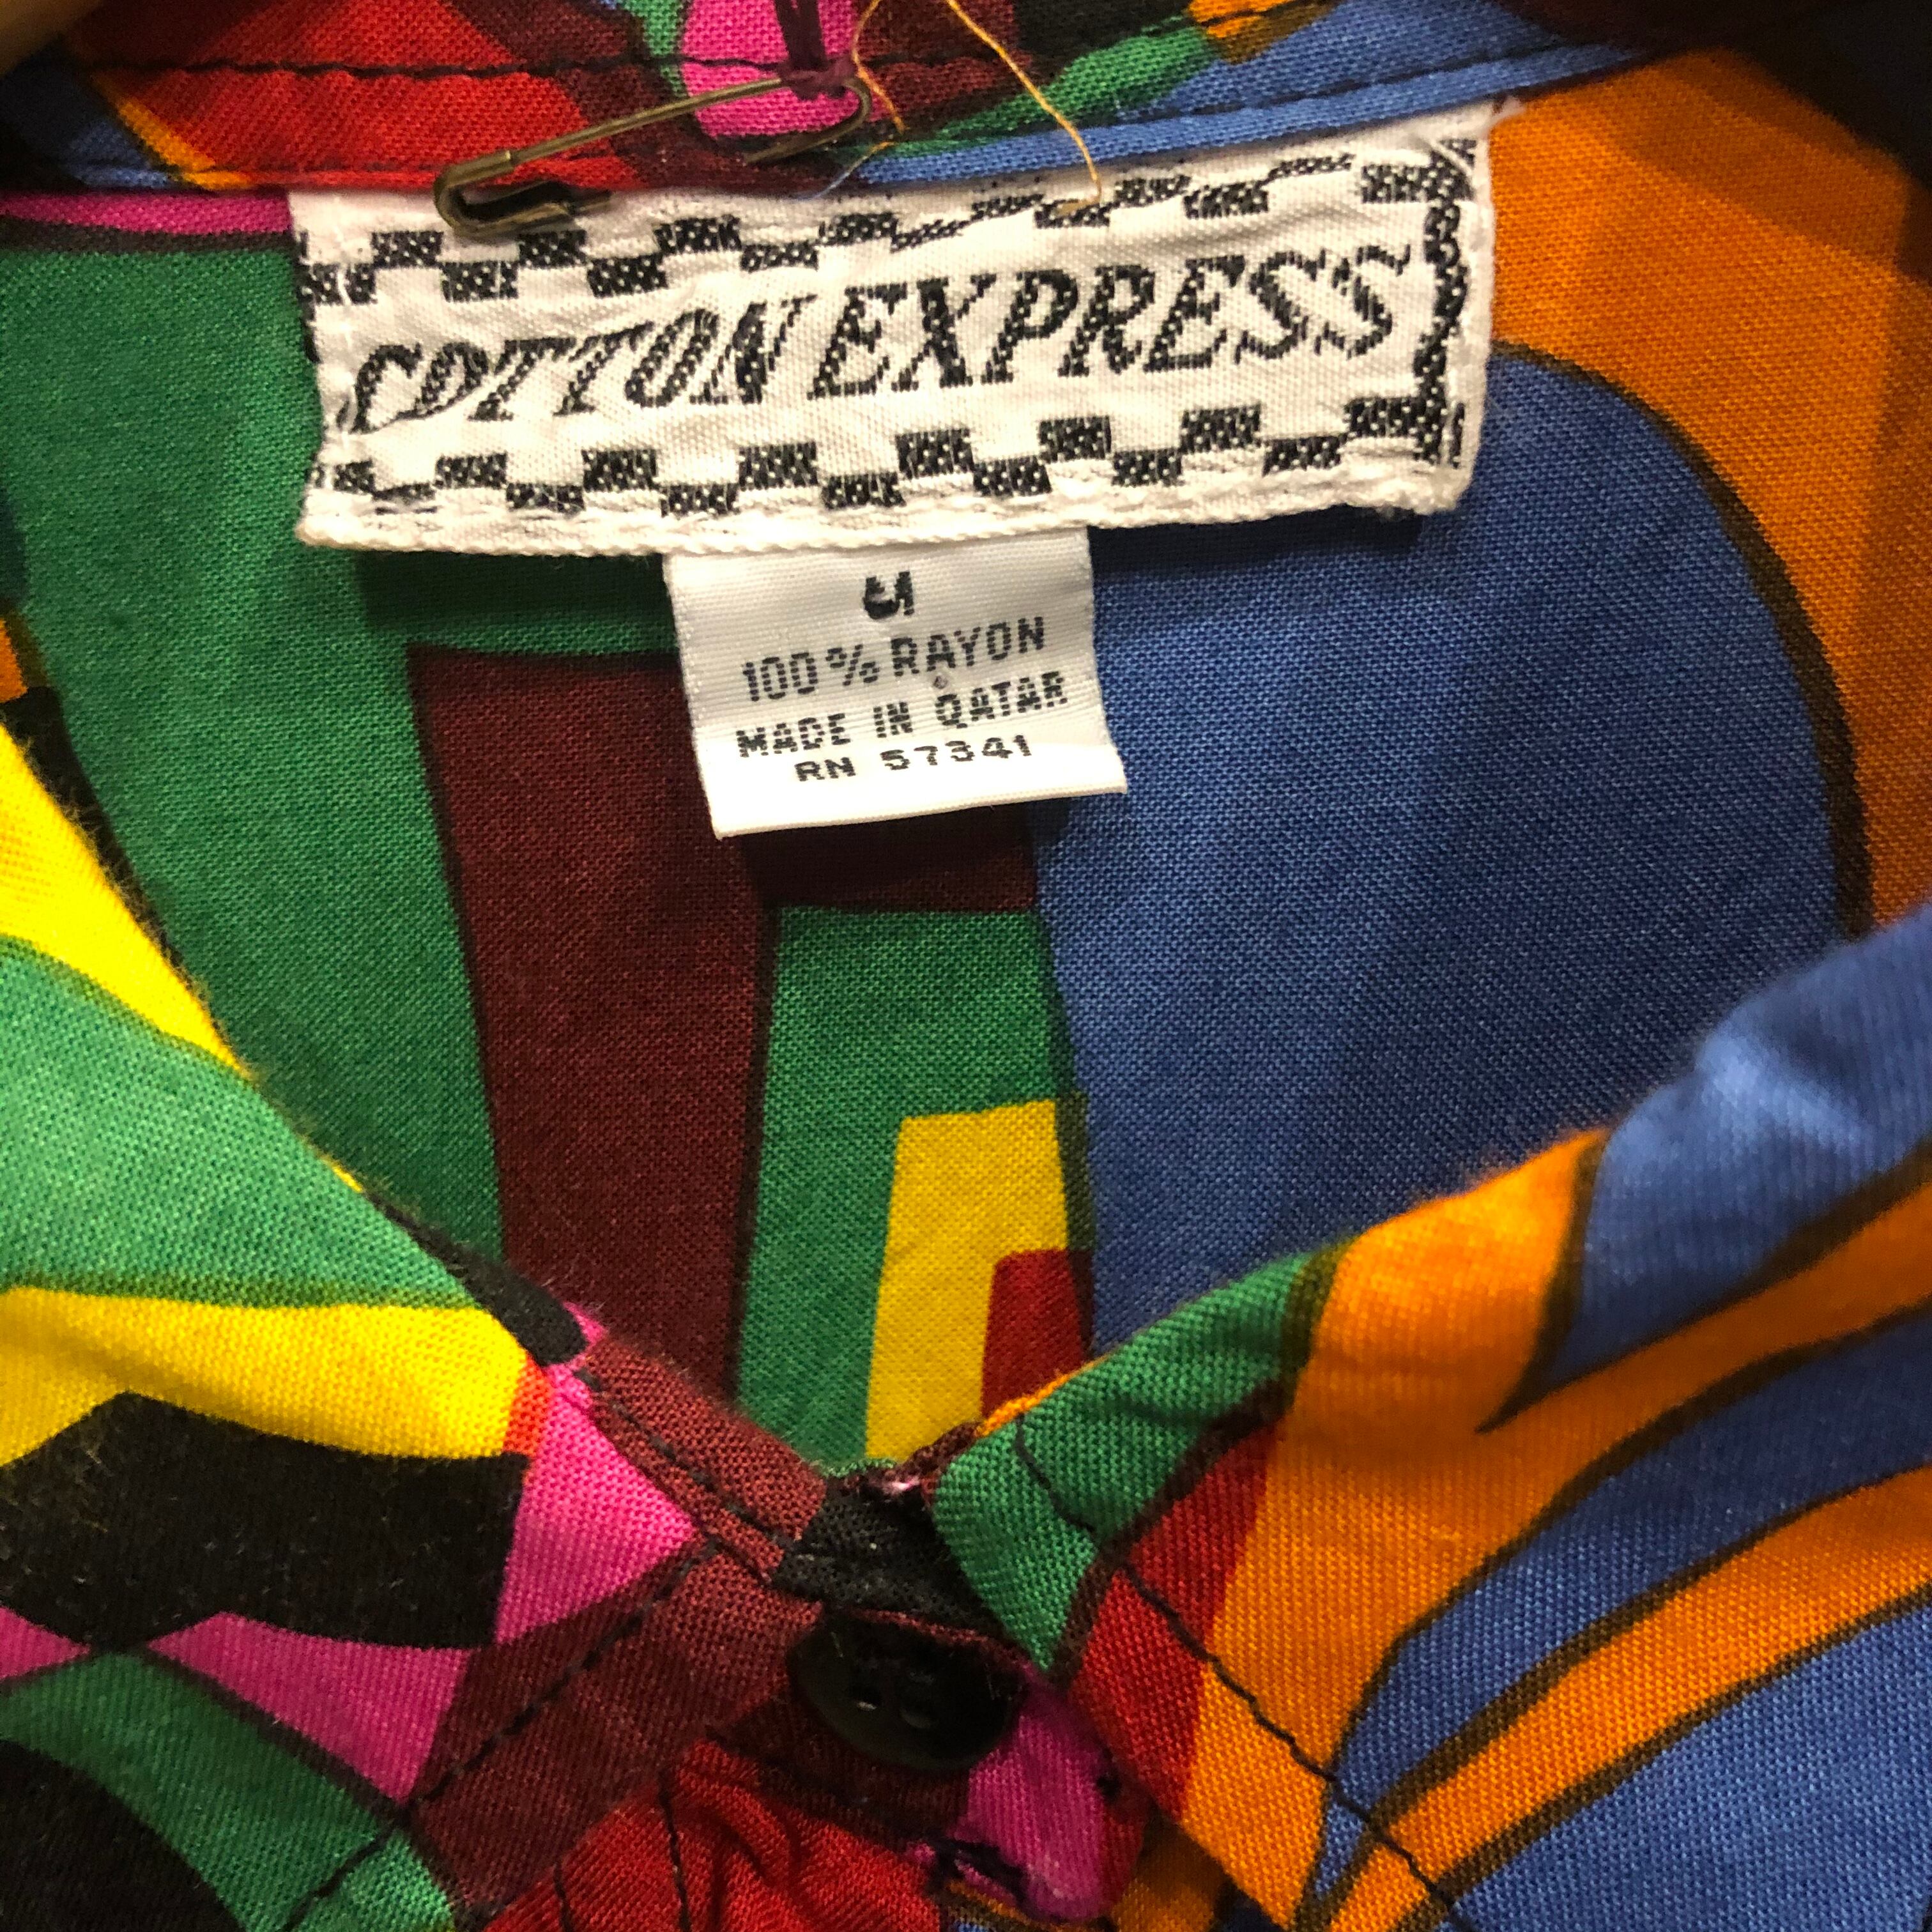 COTTON EXPRESS
M
100% RAYON
MADE IN QATAR
RN 57341